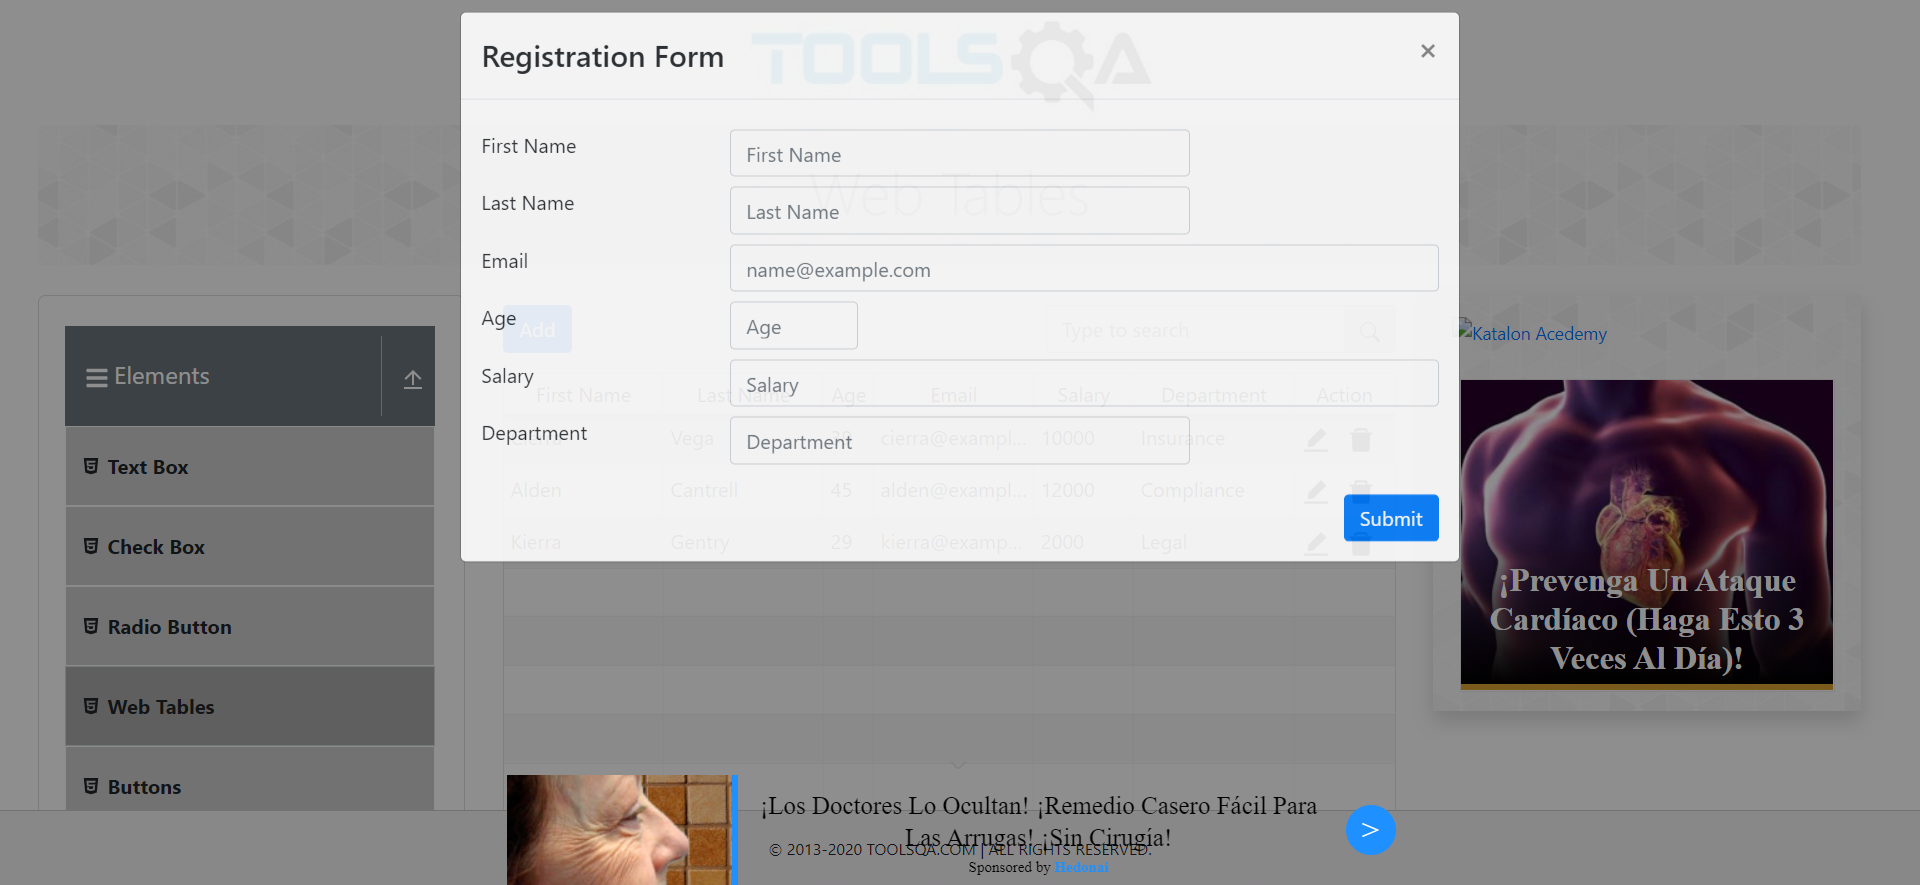 TOOLSQA
Registration Form
×
First Name
First Name
Web Tables
Last Name
Last Name
Email
name@example.com
Age
Age
Add
Type to search
Salary
Salary
First Name Last Name Age Email Salary Department Action
Department
Department
Vega cierra@exampl... 10000 Insurance
Alden Cantrell 45 alden@exampl... 12000 Compliance
Submit
Kierra Gentry 29 kierra@examp... 2000 Legal
Elements
Text Box
Check Box
Radio Button
Web Tables
Buttons
Katalon Acedemy
¡Prevenga Un Ataque
Cardíaco (Haga Esto 3
Veces Al Día)!
¡Los Doctores Lo Ocultan! ¡Remedio Casero Fácil Para
Las Arrugas! ¡Sin Cirugía!
>
© 2013-2020 TOOLSQA.COM | ALL RIGHTS RESERVED.
Sponsored by Hedonai